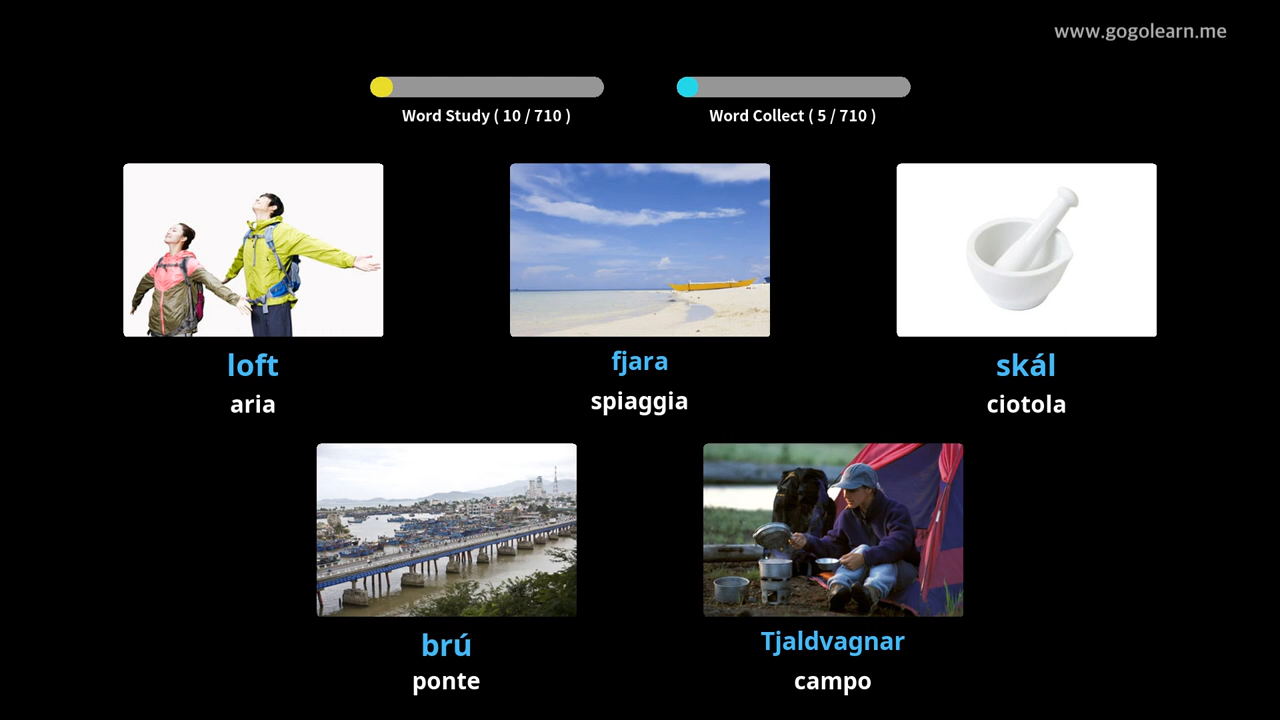 www.gogolearn.me
Word Study ( 10 / 710 )
Word Collect ( 5 / 710 )
loft
aria
fjara
spiaggia
skál
ciotola
brú
ponte
Tjaldvagnar
campo